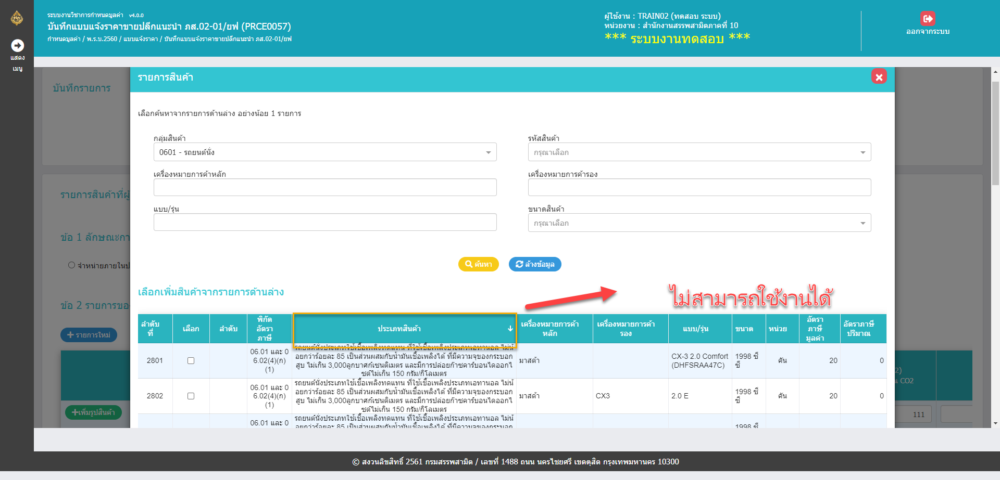 ระบบงานวิชาการกำหนดมูลค่า v4.0.0
บันทึกแบบแจ้งราคาขายปลีกแนะนำ ภส.02-01/ยฟ (PRCE0057)
กำหนดมูลค่า / พ.ร.บ.2560 / แบบแจ้งราคา / บันทึกแบบแจ้งราคาขายปลีกแนะนำ ภส.02-01/ยฟ
ผู้ใช้งาน : TRAIN02 (ทดสอบ ระบบ)
หน่วยงาน : สำนักงานสรรพสามิตภาคที่ 10
*** ระบบงานทดสอบ ***
ออกจากระบบ
แสดง
เมนู
บันทึกรายการ
รายการสินค้าที่ผู้
ข้อ 1 ลักษณะกา
จำหน่ายภายในป
ข้อ 2 รายการขอ
รายการใหม่
เพิ่มรูปสินค้า
รายการสินค้า
เลือกค้นหาจากรายการด้านล่าง อย่างน้อย 1 รายการ
กลุ่มสินค้า
0601 - รถยนต์นั่ง
รหัสสินค้า
กรุณาเลือก
เครื่องหมายการค้าหลัก
เครื่องหมายการค้ารอง
แบบ/รุ่น
ขนาดสินค้า
กรุณาเลือก
ค้นหา
ล้างข้อมูล
เลือกเพิ่มสินค้าจากรายการด้านล่าง
ไม่สามารถใช้งานได้
ลำดับ
ที่
เลือก
ลำดับ
พิกัด
อัตรา
ภาษี
ประเภทสินค้า
เครื่องหมายการค้า
หลัก
เครื่องหมายการค้า
รอง
แบบ/รุ่น
ขนาด
หน่วย
อัตรา
ภาษี
มูลค่า
อัตราภาษี
ปริมาณ
2801
06.01 และ 0
6.02(4)(ก)
(1)
รถยนต์นั่งประเภทใช้เชื้อเพลิงทดแทน ที่ใช้เชื้อเพลิงประเภทเอทานอล ไม่น้
อยกว่าร้อยละ 85 เป็นส่วนผสมกับน้ำมันเชื้อเพลิงได้ ที่มีความจุของกระบอก
สูบ ไม่เกิน 3,000ลูกบาศก์เซนติเมตร และมีการปล่อยก๊าซคาร์บอนไดออกไ
ซด์ไม่เกิน 150 กรัม/กิโลเมตร
มาสด้า
CX-3 2.0 Comfort
(DHFSRAA47C)
1998 ซี
ซี
คัน
20
0
2802
06.01 และ 0
6.02(4)(ก)
(1)
รถยนต์นั่งประเภทใช้เชื้อเพลิงทดแทน ที่ใช้เชื้อเพลิงประเภทเอทานอล ไม่น้
อยกว่าร้อยละ 85 เป็นส่วนผสมกับน้ำมันเชื้อเพลิงได้ ที่มีความจุของกระบอก
สูบ ไม่เกิน 3,000ลูกบาศก์เซนติเมตร และมีการปล่อยก๊าซคาร์บอนไดออกไ
ซด์ไม่เกิน 150 กรัม/กิโลเมตร
มาสด้า
CX3
2.0 E
1998 ซี
ซี
คัน
20
0
06.01 และ 0
รถยนต์นั่งประเภทใช้เชื้อเพลิงทดแทน ที่ใช้เชื้อเพลิงประเภทเอทานอล ไม่น้
อยกว่าร้อยละ 85 เป็นส่วนผสมกับน้ำมันเชื้อเพลิงได้ ที่มีความจุของกระบอก
1998 ซี
2)
CO2
111
© สงวนลิขสิทธิ์ 2561 กรมสรรพสามิต / เลขที่ 1488 ถนน นครไชยศรี เขตดุสิต กรุงเทพมหานคร 10300